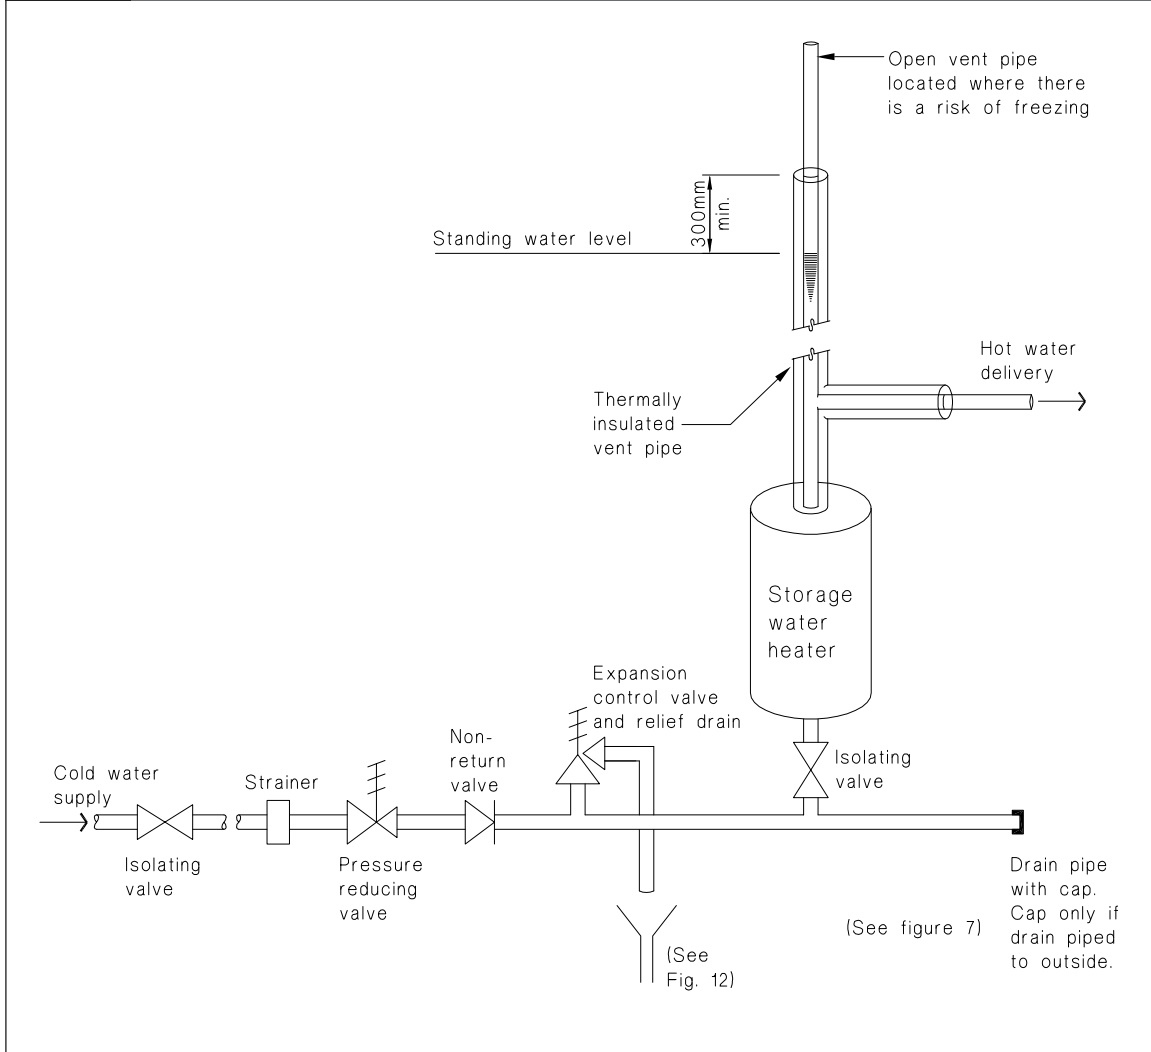 Open vent pipe
located where there
is a risk of freezing
300mm
min.
Standing water level
Hot water
delivery
Thermally
insulated
vent pipe
Storage
water
heater
Expansion
control valve
and relief drain
Non-
return
valve
Isolating
valve
Cold water
supply
Strainer
Isolating
valve
Pressure
reducing
valve
Drain pipe
with cap.
Cap only if
drain piped
to outside.
(See figure 7)
(See
Fig. 12)